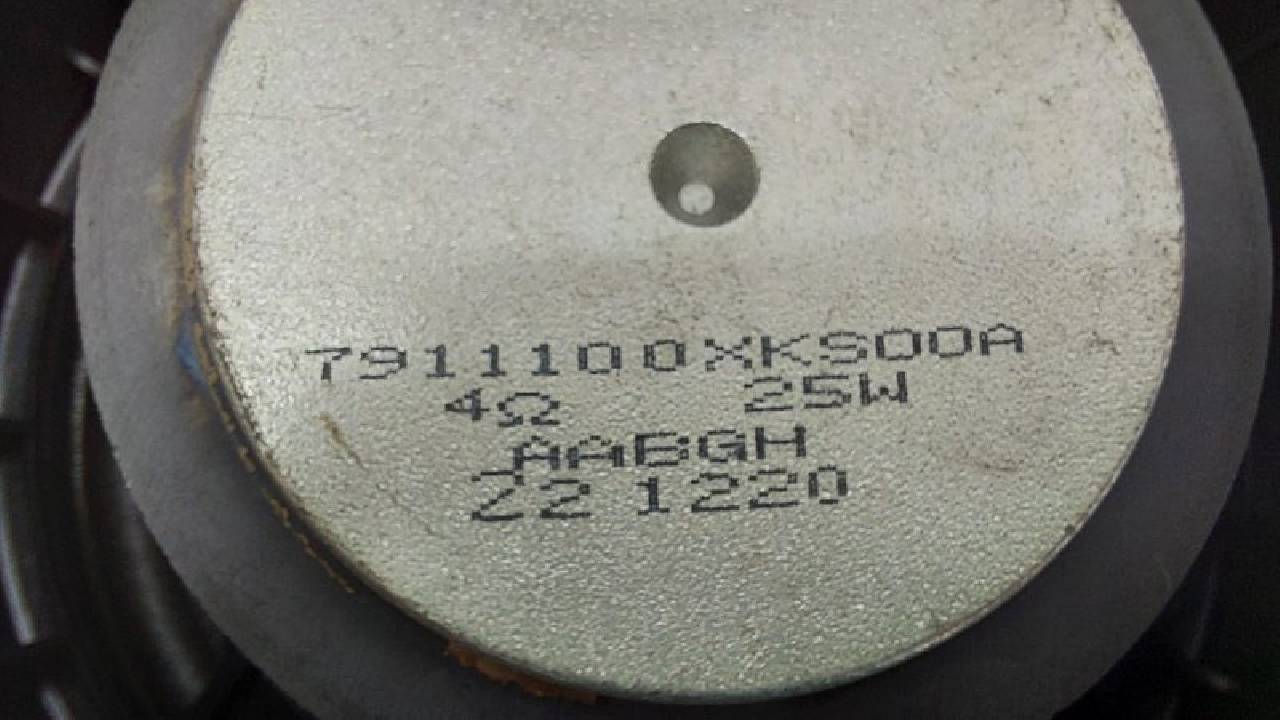 7911100XKS00A
4Ω 25W
AABGH
22 1220